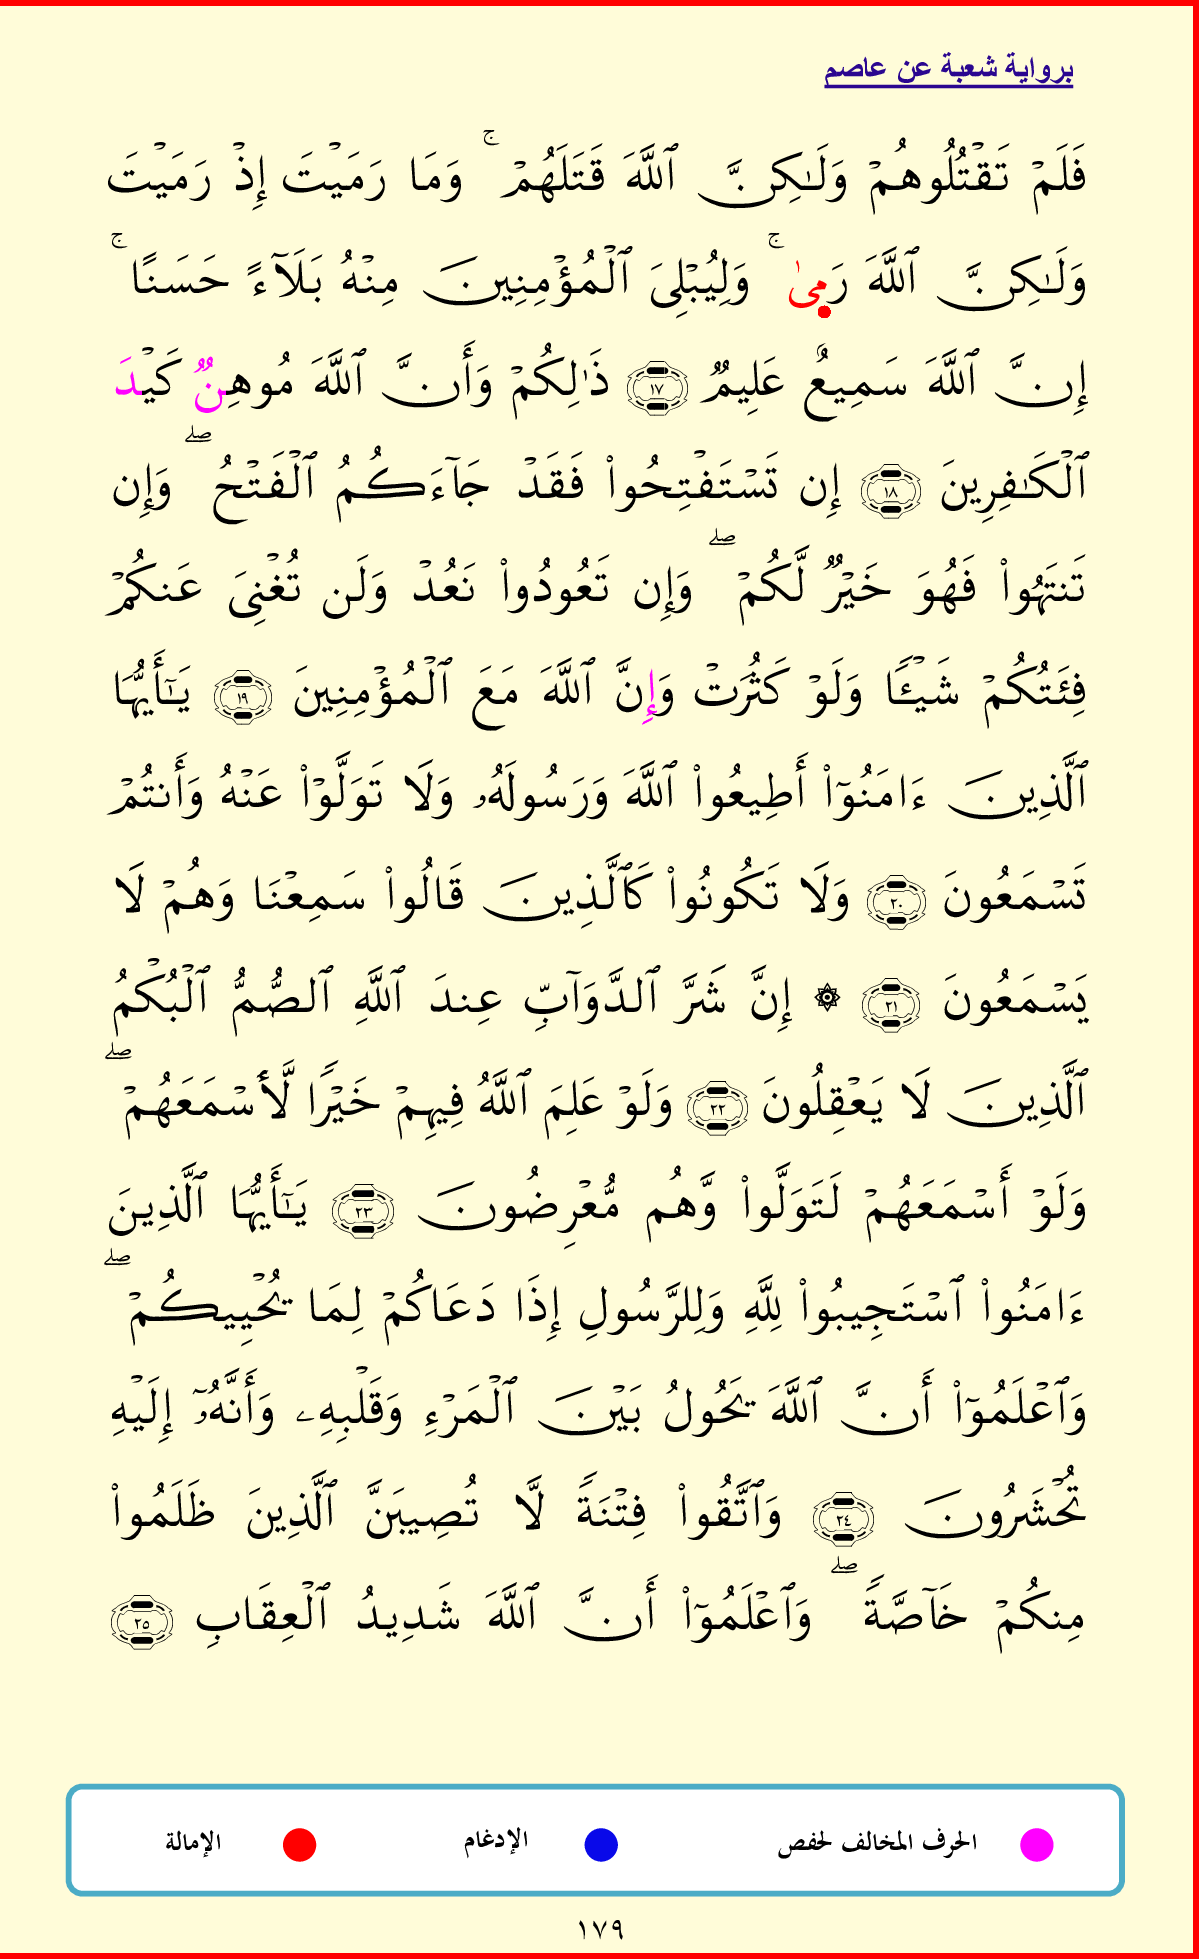 برواية شعبة عن عاصم
فَلَمْ تَقْتُلُوهُمْ وَلَـٰكِنَّ ٱللَّهَ قَتَلَهُمْ ۚ وَمَا رَمَيْتَ إِذْ رَمَيْتَ
وَلَـٰكِنَّ ٱللَّهَ رَمىٰ ۚ وَلِيُبْلِىَ ٱلْمُؤْمِنِينَ مِنْهُ بَلَآءً حَسَنًا ۚ
إِنَّ ٱللَّهَ سَمِيعٌ عَلِيمٌ ١٧ ذَٰلِكُمْ وَأَنَّ ٱللَّهَ مُوهِنٌ كَيْدَ
ٱلْكَـٰفِرِينَ ١٨ إِن تَسْتَفْتِحُوا۟ فَقَدْ جَآءَكُمُ ٱلْفَتْحُ ۖ وَإِن
تَنتَهُوا۟ فَهُوَ خَيْرٌ لَّكُمْ ۖ وَإِن تَعُودُوا۟ نَعُدْ وَلَن تُغْنِىَ عَنكُمْ
فِئَتُكُمْ شَيْـًٔا وَلَوْ كَثُرَتْ وَإِنَّ ٱللَّهَ مَعَ ٱلْمُؤْمِنِينَ ١٩ يَـٰٓأَيُّهَا
ٱلَّذِينَ ءَامَنُوٓا۟ أَطِيعُوا۟ ٱللَّهَ وَرَسُولَهُۥ وَلَا تَوَلَّوْا۟ عَنْهُ وَأَنتُمْ
تَسْمَعُونَ ٢٠ وَلَا تَكُونُوا۟ كَٱلَّذِينَ قَالُوا۟ سَمِعْنَا وَهُمْ لَا
يَسْمَعُونَ ٢١ ۞ إِنَّ شَرَّ ٱلدَّوَآبِّ عِندَ ٱللَّهِ ٱلصُّمُّ ٱلْبُكْمُ
ٱلَّذِينَ لَا يَعْقِلُونَ ٢٢ وَلَوْ عَلِمَ ٱللَّهُ فِيهِمْ خَيْرًا لَّأَسْمَعَهُمْ ۖ
وَلَوْ أَسْمَعَهُمْ لَتَوَلَّوا۟ وَّهُم مُّعْرِضُونَ ٢٣ يَـٰٓأَيُّهَا ٱلَّذِينَ
ءَامَنُوا۟ ٱسْتَجِيبُوا۟ لِلَّهِ وَلِلرَّسُولِ إِذَا دَعَاكُمْ لِمَا يُحْيِيكُمْ ۖ
وَٱعْلَمُوٓا۟ أَنَّ ٱللَّهَ يَحُولُ بَيْنَ ٱلْمَرْءِ وَقَلْبِهِۦ وَأَنَّهُۥٓ إِلَيْهِ
تُحْشَرُونَ ٢٤ وَٱتَّقُوا۟ فِتْنَةً لَّا تُصِيبَنَّ ٱلَّذِينَ ظَلَمُوا۟
مِنكُمْ خَآصَّةً ۖ وَٱعْلَمُوٓا۟ أَنَّ ٱللَّهَ شَدِيدُ ٱلْعِقَابِ ٢٥
الحرف المخالف لحفص الإدغام الإمالة
١٧٩